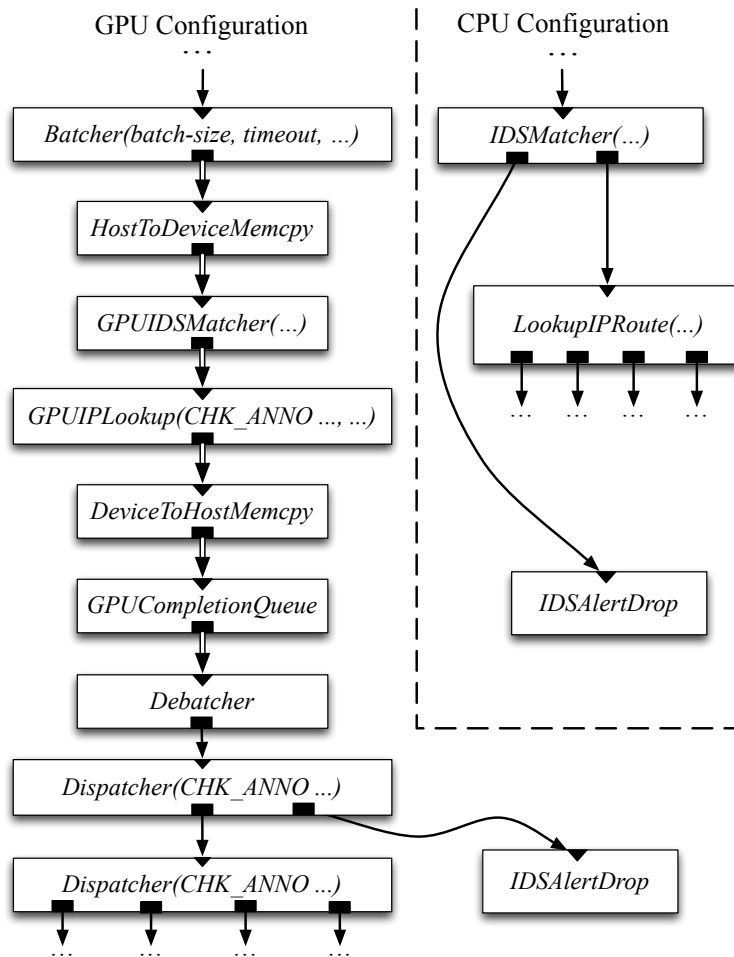 GPU Configuration
...
Batcher(batch-size, timeout, ...)
HostToDeviceMemcpy
GPUIDSMatcher(...)
GPUIPLookup(CHK_ANNO ..., ...)
DeviceToHostMemcpy
GPUCompletionQueue
Debatcher
Dispatcher(CHK_ANNO ...)
Dispatcher(CHK_ANNO ...)
... ... ... ...
IDSAlertDrop
CPU Configuration
...
IDSMatcher(...)
LookupIPRoute(...)
... ... ... ...
IDSAlertDrop